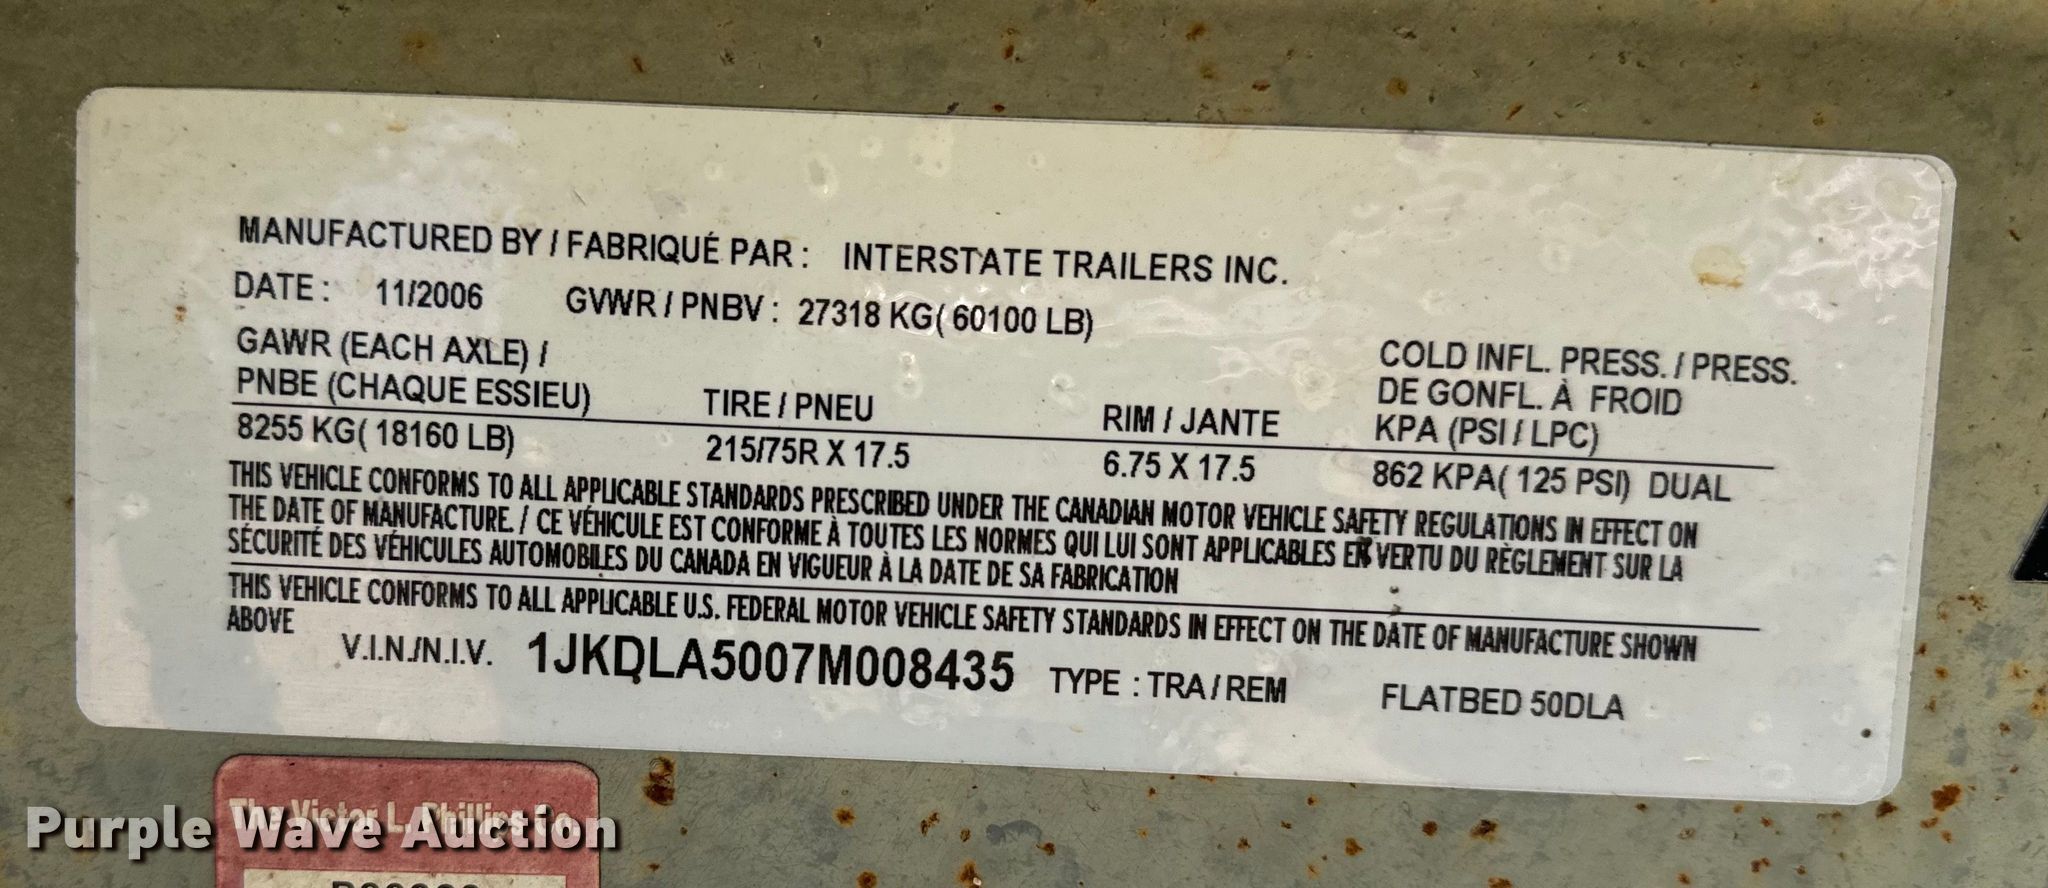 MANUFACTURED BY / FABRIQUÉ PAR : INTERSTATE TRAILERS INC.
DATE : 11/2006 GVWR / PNBV : 27318 KG( 60100 LB)
GAWR (EACH AXLE) /
PNBE (CHAQUE ESSIEU) TIRE / PNEU RIM / JANTE COLD INFL. PRESS. / PRESS.
DE GONFL. À FROID
KPA (PSI / LPC)
8255 KG( 18160 LB) 215/75R X 17.5 6.75 X 17.5 862 KPA( 125 PSI) DUAL
THIS VEHICLE CONFORMS TO ALL APPLICABLE STANDARDS PRESCRIBED UNDER THE CANADIAN MOTOR VEHICLE SAFETY REGULATIONS IN EFFECT ON
THE DATE OF MANUFACTURE. / CE VÉHICULE EST CONFORME À TOUTES LES NORMES QUI LUI SONT APPLICABLES EN VERTU DU RÈGLEMENT SUR LA
SÉCURITÉ DES VÉHICULES AUTOMOBILES DU CANADA EN VIGUEUR À LA DATE DE SA FABRICATION
THIS VEHICLE CONFORMS TO ALL APPLICABLE U.S. FEDERAL MOTOR VEHICLE SAFETY STANDARDS IN EFFECT ON THE DATE OF MANUFACTURE SHOWN
ABOVE
V.I.N./N.I.V. 1JKDLA5007M008435 TYPE : TRA / REM FLATBED 50DLA
The Victor L. Phillips Co.
Purple Wave Auction